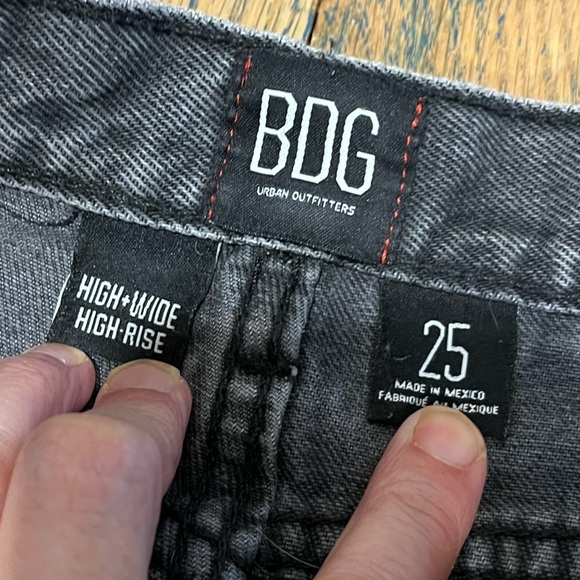 BDG
URBAN OUTFITTERS
HIGH+WIDE
HIGH-RISE
25
MADE IN MEXICO
FABRIQUÉ AU MEXIQUE